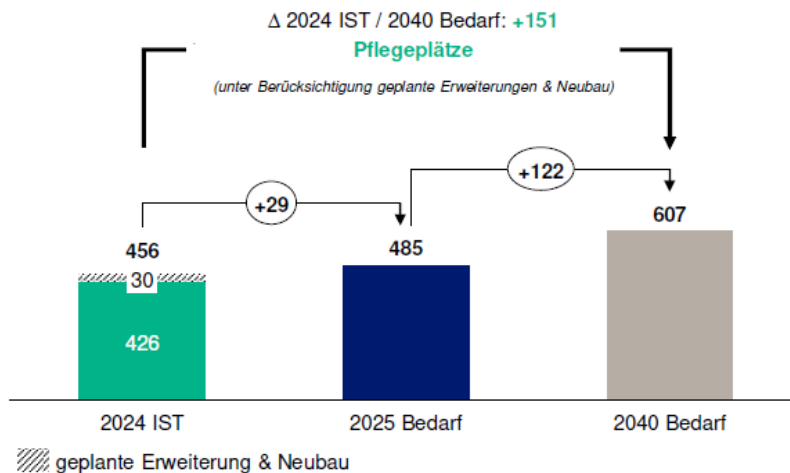 Δ 2024 IST / 2040 Bedarf: +151
Pflegeplätze
(unter Berücksichtigung geplante Erweiterungen & Neubau)
+122
+29
607
456
485
30
426
2024 IST
2025 Bedarf
2040 Bedarf
geplante Erweiterung & Neubau